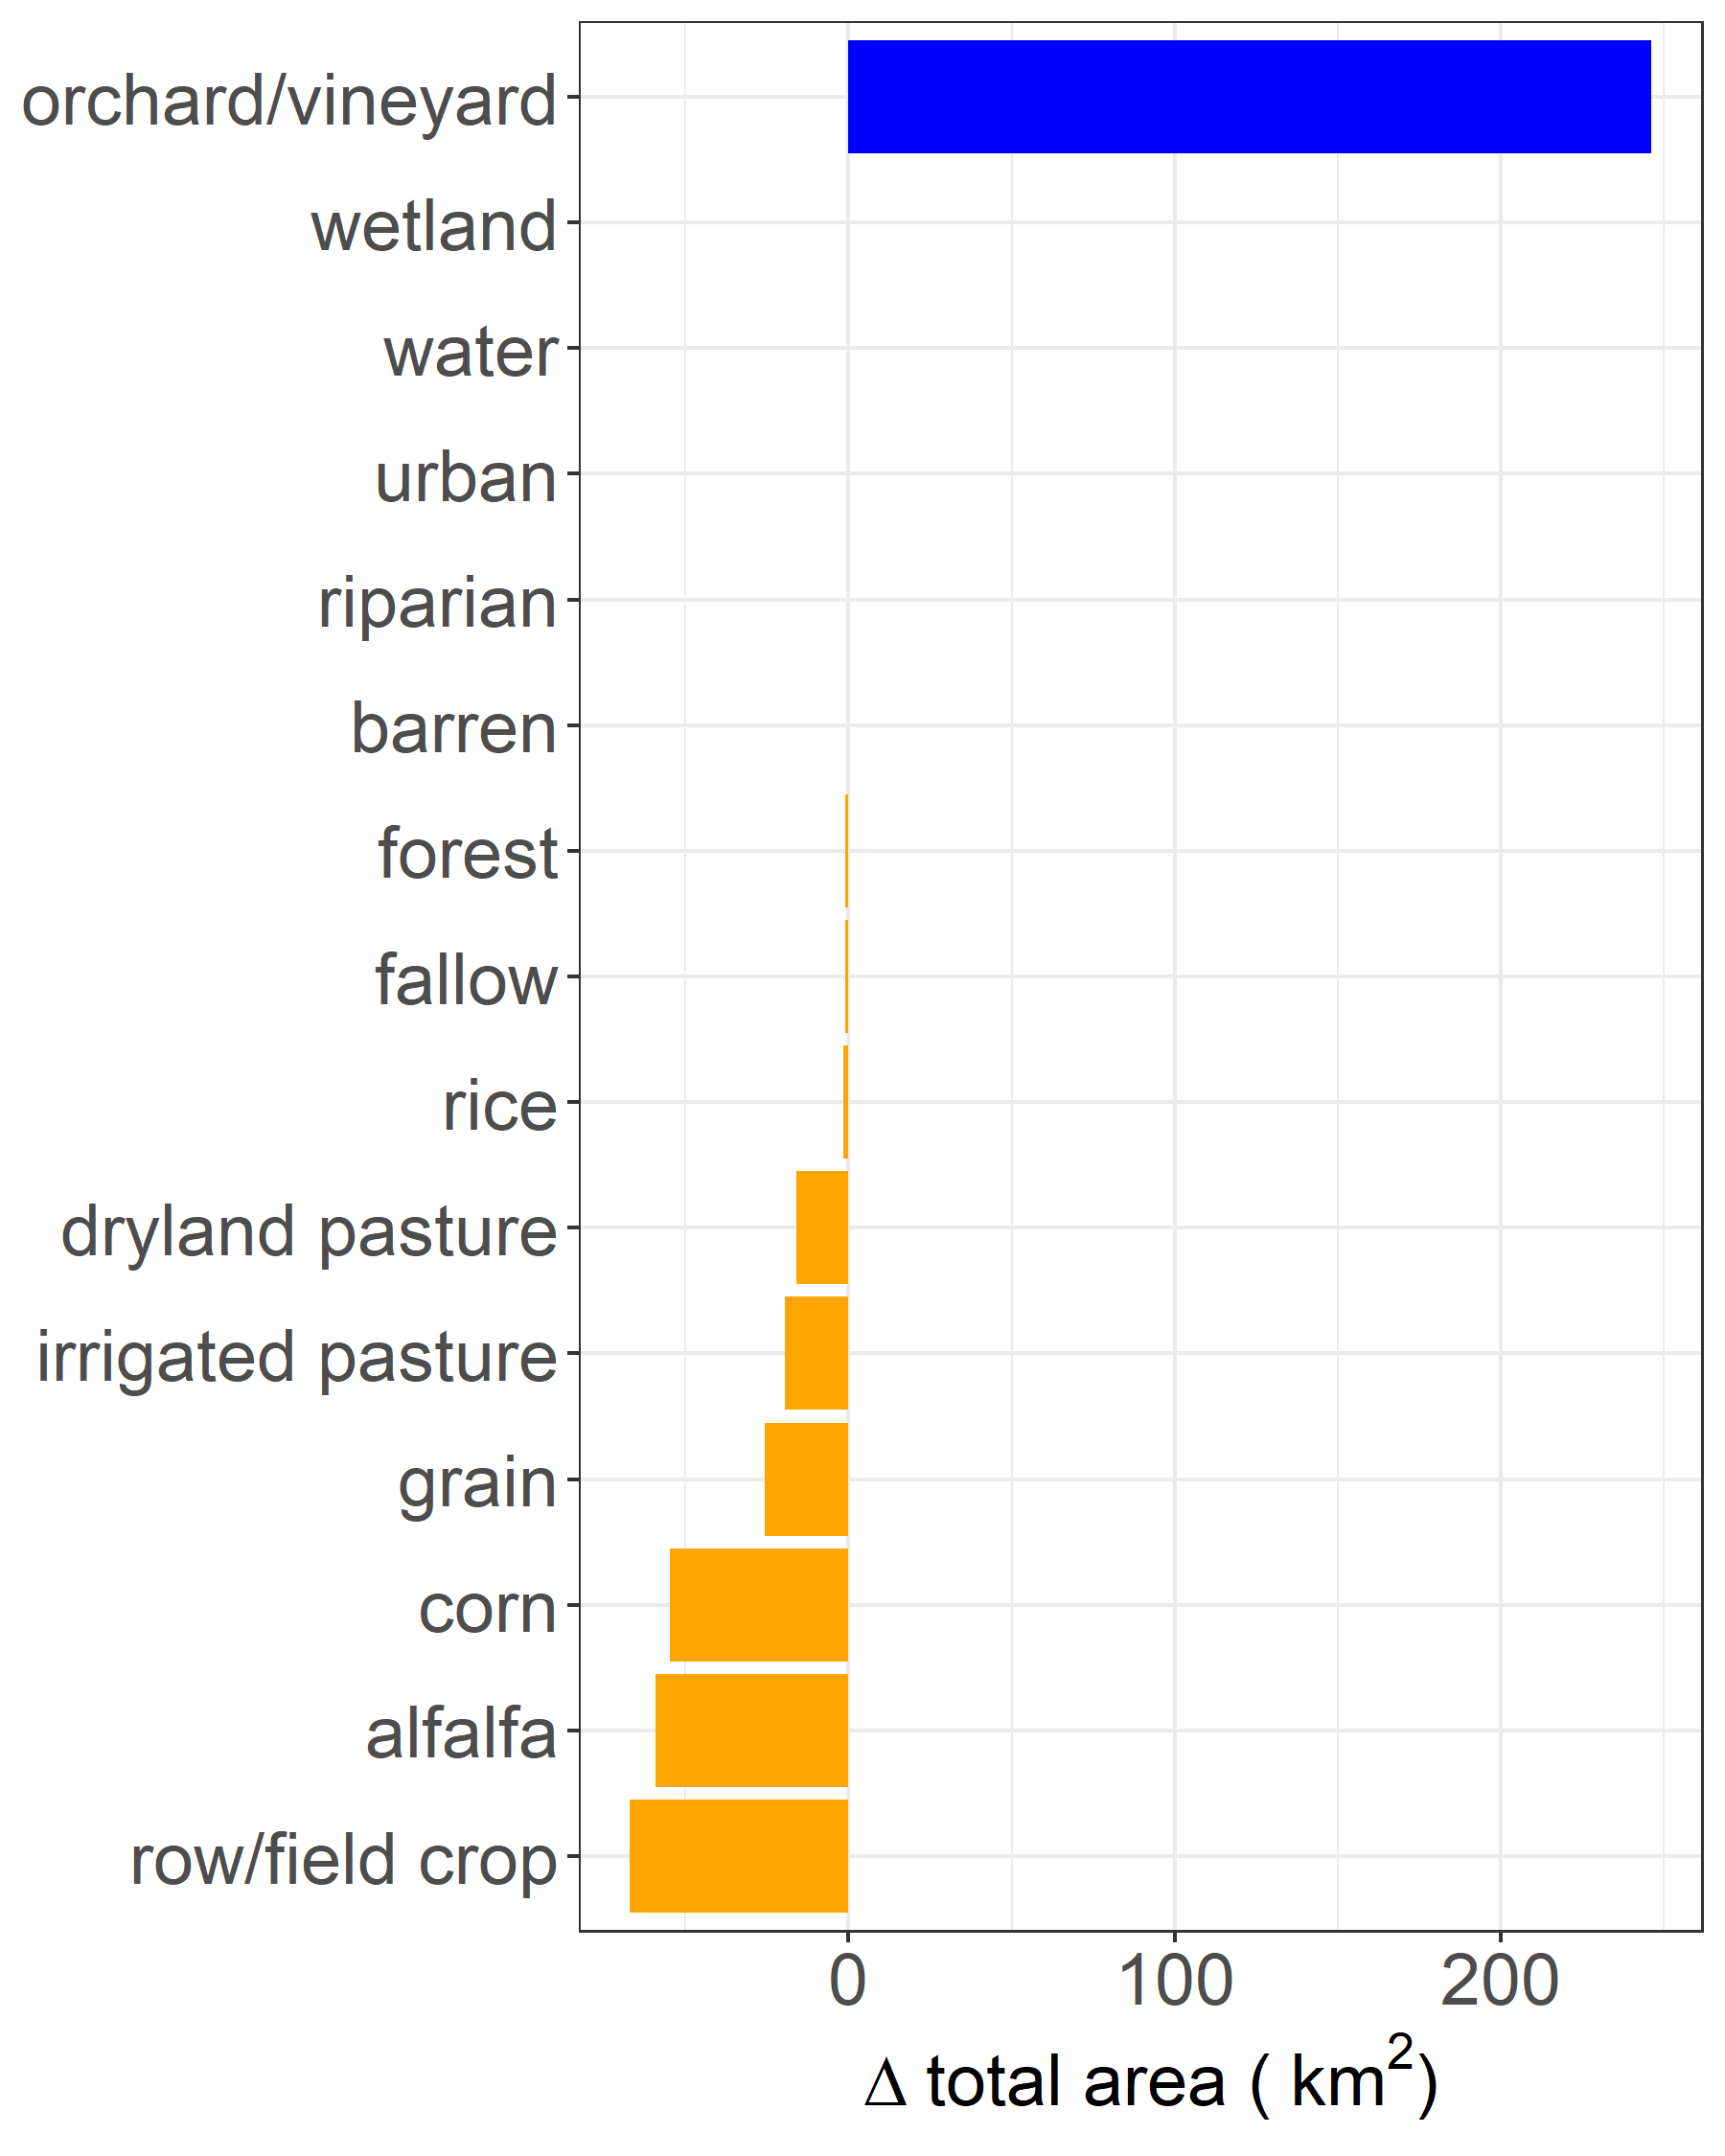 orchard/vineyard
wetland
water
urban
riparian
barren
forest
fallow
rice
dryland pasture
irrigated pasture
grain
corn
alfalfa
row/field crop
0 100 200
Δ total area ( km²)